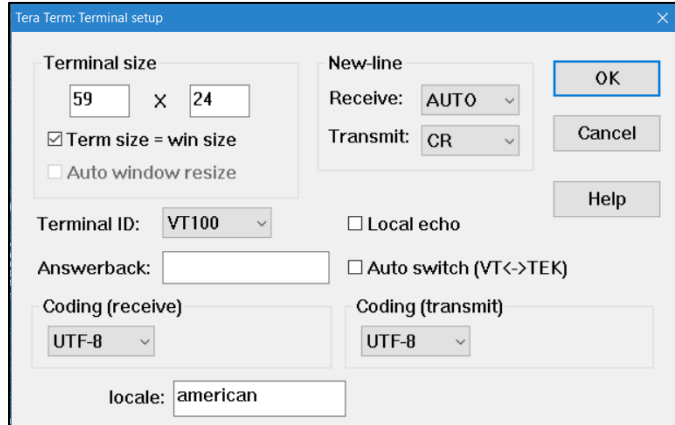 Tera Term: Terminal setup
Terminal size
59 x 24
Term size = win size
Auto window resize
New-line
Receive: AUTO
Transmit: CR
OK
Cancel
Help
Terminal ID: VT100
Local echo
Answerback:
Auto switch (VT<->TEK)
Coding (receive)
UTF-8
Coding (transmit)
UTF-8
locale: american